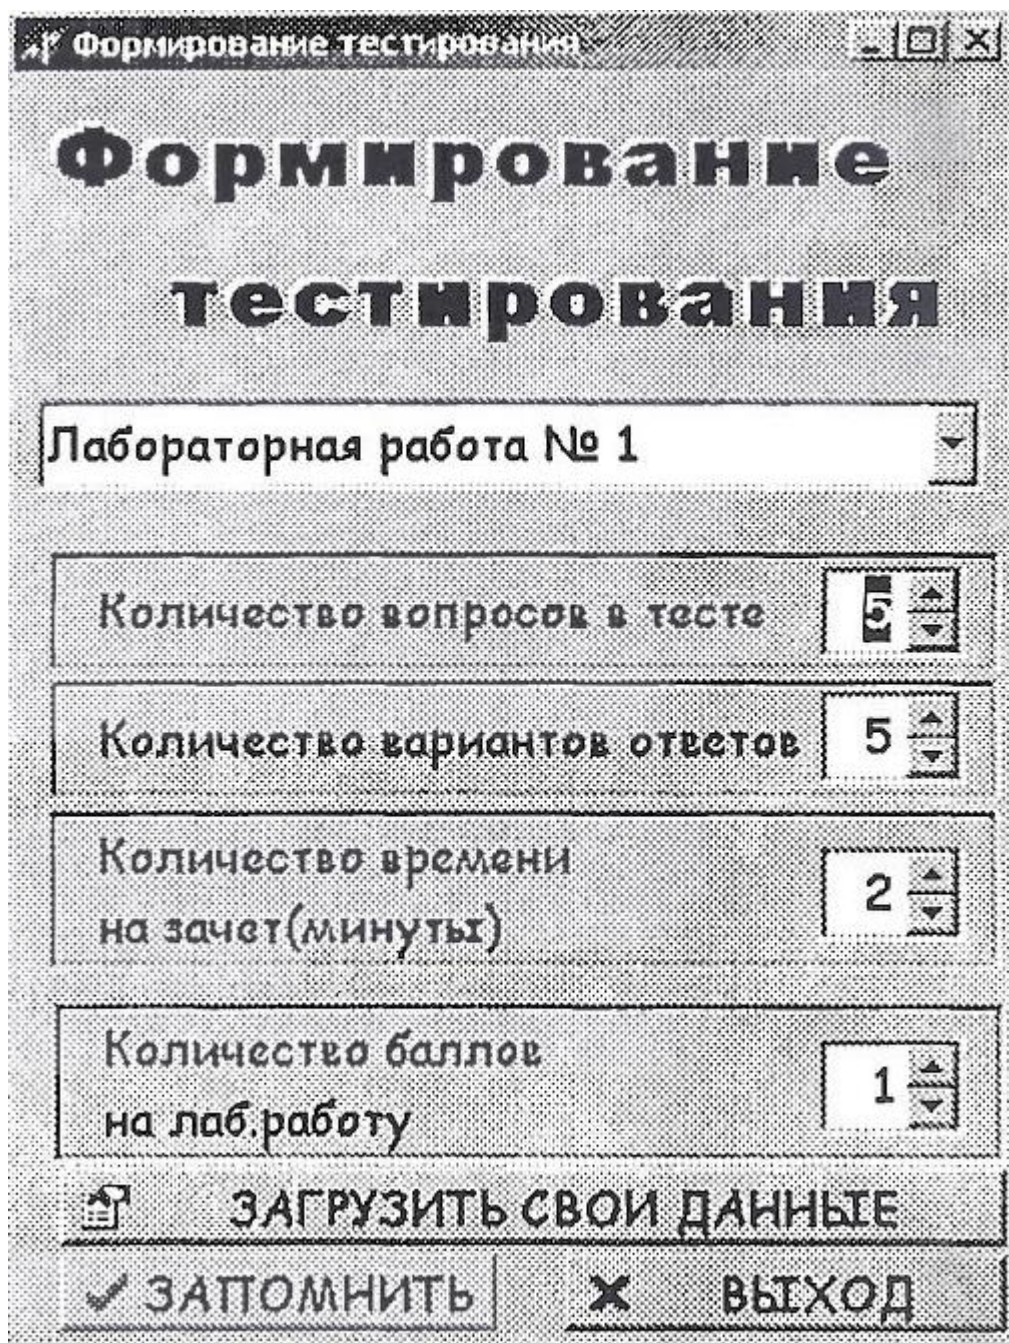 Формирование тестирования
Формирование
тестирования
Лабораторная работа № 1
Количество вопросов в тесте 5
Количество вариантов ответов 5
Количество времени
на зачет(минуты) 2
Количество баллов
на лаб.работу 1
ЗАГРУЗИТЬ СВОИ ДАННЫЕ
ЗАПОМНИТЬ ВЫХОД